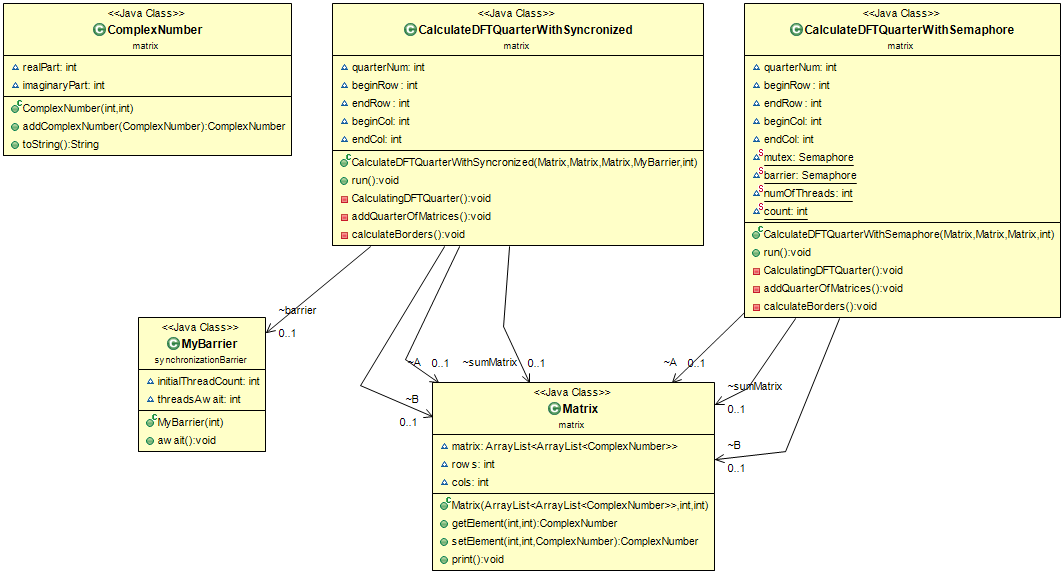 <<Java Class>>
ComplexNumber
matrix
realPart: int
imaginaryPart: int
ComplexNumber(int,int)
addComplexNumber(ComplexNumber):ComplexNumber
toString():String
<<Java Class>>
CalculateDFTQuarterWithSyncronized
matrix
quarterNum: int
beginRow: int
endRow: int
beginCol: int
endCol: int
CalculateDFTQuarterWithSyncronized(Matrix,Matrix,Matrix,MyBarrier,int)
run():void
CalculatingDFTQuarter():void
addQuarterOfMatrices():void
calculateBorders():void
<<Java Class>>
CalculateDFTQuarterWithSemaphore
matrix
quarterNum: int
beginRow: int
endRow: int
beginCol: int
endCol: int
mutex: Semaphore
barrier: Semaphore
numOfThreads: int
count: int
CalculateDFTQuarterWithSemaphore(Matrix,Matrix,Matrix,int)
run():void
CalculatingDFTQuarter():void
addQuarterOfMatrices():void
calculateBorders():void
~barrier
0..1
<<Java Class>>
MyBarrier
synchronizationBarrier
initialThreadCount: int
threadsAwait: int
MyBarrier(int)
await():void
~A 0..1
~sumMatrix 0..1
~B
0..1
~A 0..1
~sumMatrix
0..1
~B
0..1
<<Java Class>>
Matrix
matrix
matrix: ArrayList<ArrayList<ComplexNumber>>
rows: int
cols: int
Matrix(ArrayList<ArrayList<ComplexNumber>>,int,int)
getElement(int,int):ComplexNumber
setElement(int,int,ComplexNumber):ComplexNumber
print():void